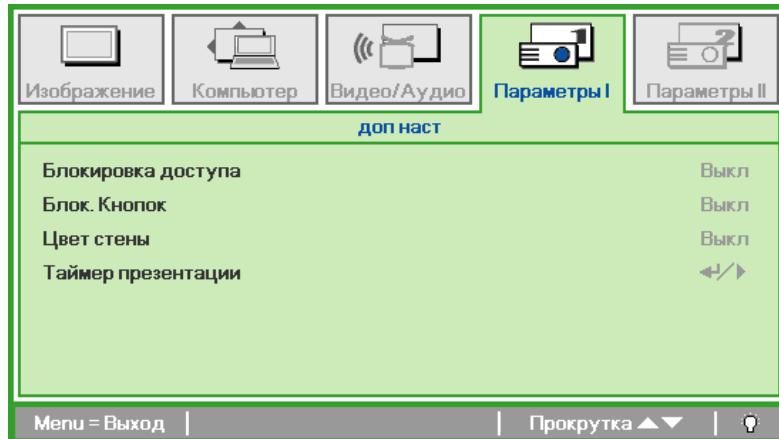 Изображение
Компьютер
Видео/Аудио
Параметры I
Параметры II
доп наст
Блокировка доступа Выкл
Блок. Кнопок Выкл
Цвет стены Выкл
Таймер презентации
Menu = Выход Прокрутка